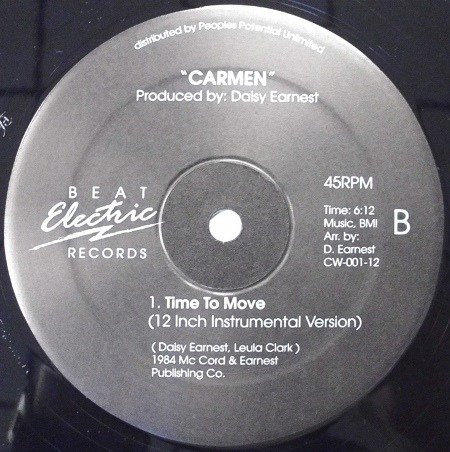 distributed by Peoples Potential Unlimited
"CARMEN"
Produced by: Daisy Earnest
BEAT
Electric
RECORDS
45RPM
Time: 6:12
Music, BMI
Arr. by:
D. Earnest
CW-001-12
B
1. Time To Move
(12 Inch Instrumental Version)
( Daisy Earnest, Leula Clark )
1984 Mc Cord & Earnest
Publishing Co.